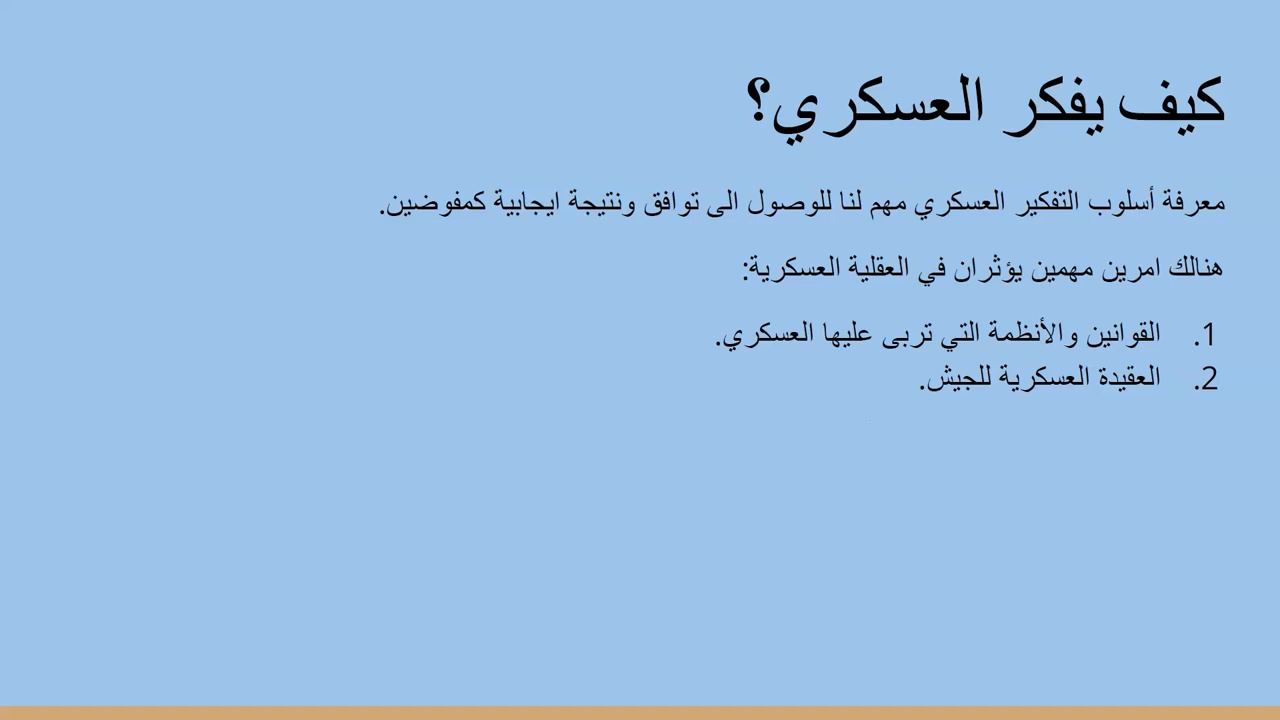 كيف يفكر العسكري؟
معرفة أسلوب التفكير العسكري مهم لنا للوصول الى توافق ونتيجة ايجابية كمفوضين.
هنالك امرين مهمين يؤثران في العقلية العسكرية:
1. القوانين والأنظمة التي تربى عليها العسكري.
2. العقيدة العسكرية للجيش.